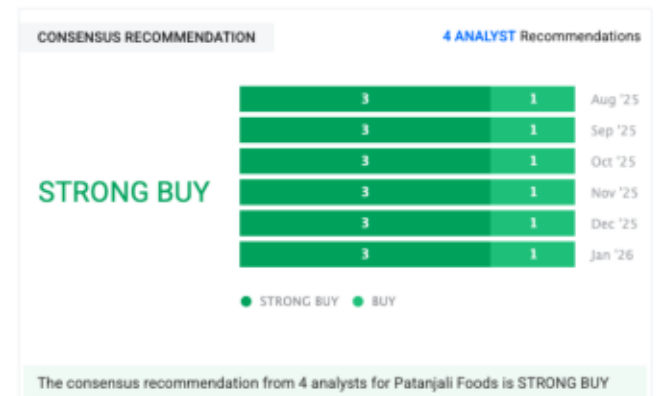 CONSENSUS RECOMMENDATION 4 ANALYST Recommendations
3 1 Aug '25
3 1 Sep '25
3 1 Oct '25
STRONG BUY 3 1 Nov '25
3 1 Dec '25
3 1 Jan '26
STRONG BUY BUY
The consensus recommendation from 4 analysts for Patanjali Foods is STRONG BUY